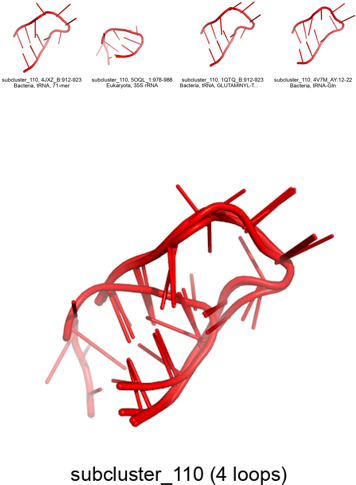 subcluster_110, 4JXZ_B:912-923
Bacteria, tRNA, 71-mer
subcluster_110, 5OQL_1:978-988
Eukaryota, 35S rRNA
subcluster_110, 1QTQ_B:912-923
Bacteria, tRNA, GLUTAMINYL-T...
subcluster_110, 4V7M_AY:12-22
Bacteria, tRNA-Gln
subcluster_110 (4 loops)